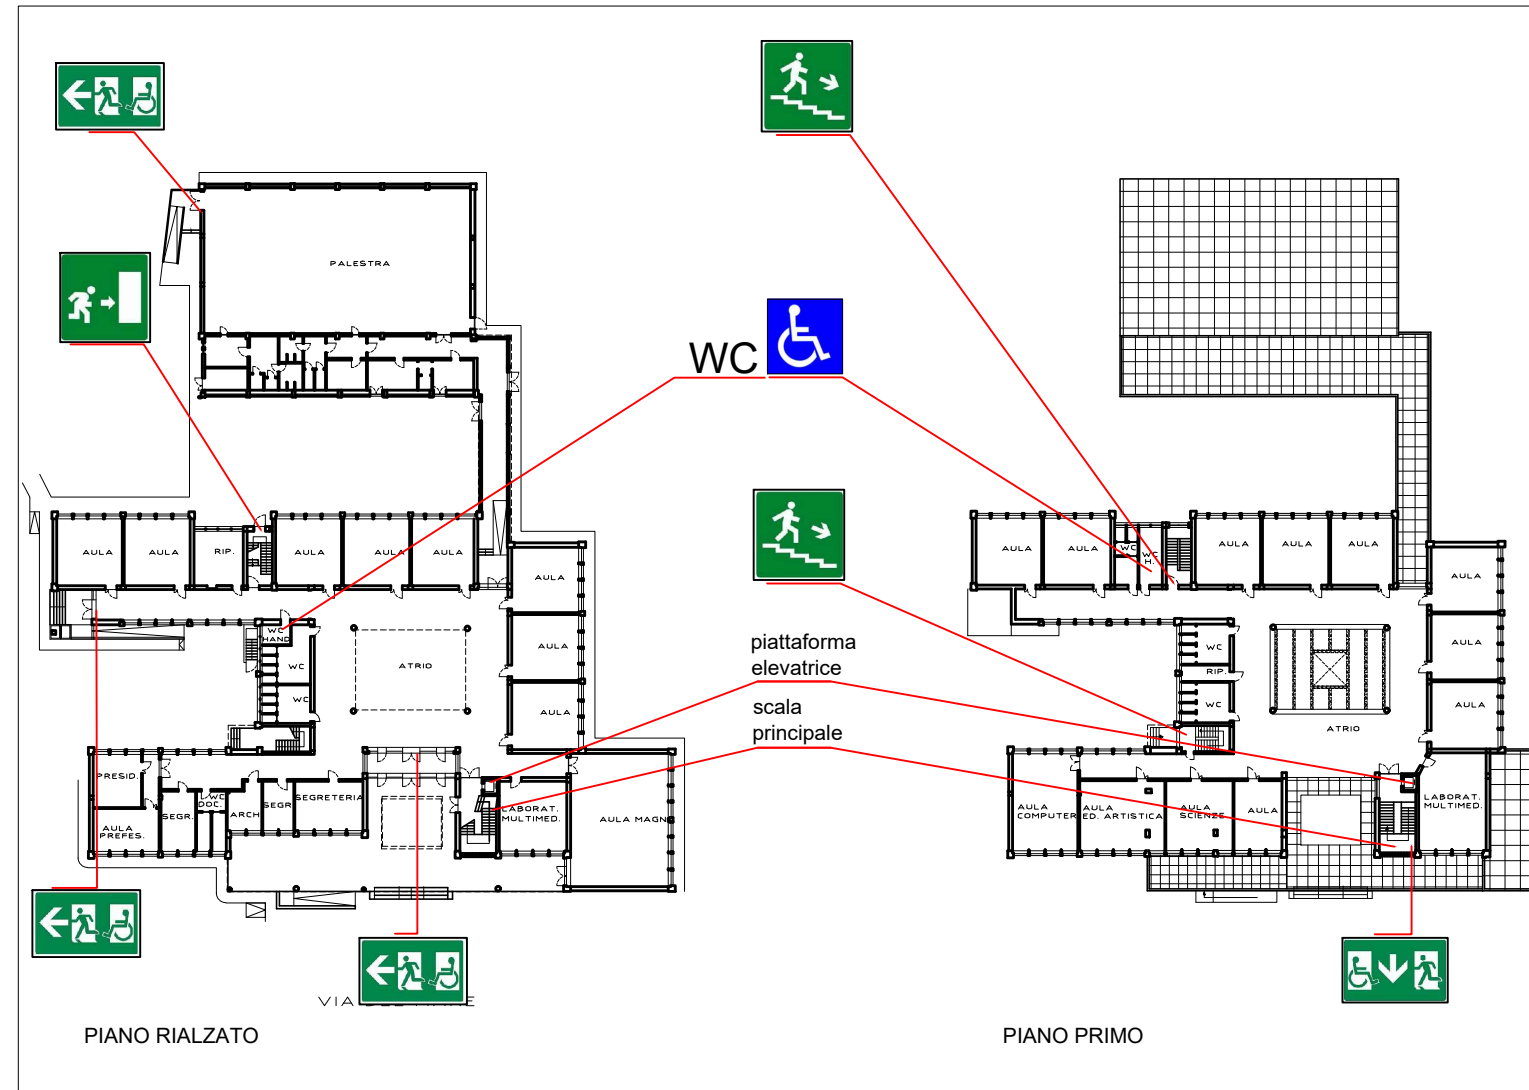 PALESTRA
WC
AULA
AULA
RIP.
AULA
AULA
AULA
AULA
AULA
AULA
WC
HAND
WC
WC
ATRIO
PRESID.
AULA
PREFES.
SEGR.
WC
DOC.
ARCH
SEGR
SEGRETERIA
LABORAT.
MULTIMED.
AULA MAGN
VIA
PIANO RIALZATO
piattaforma
elevatrice
scala
principale
AULA
AULA
WC
WC
H.
AULA
AULA
AULA
AULA
AULA
AULA
WC
RIP.
WC
ATRIO
AULA
COMPUTER
AULA
ED. ARTISTICA
AULA
SCIENZE
AULA
LABORAT.
MULTIMED.
PIANO PRIMO